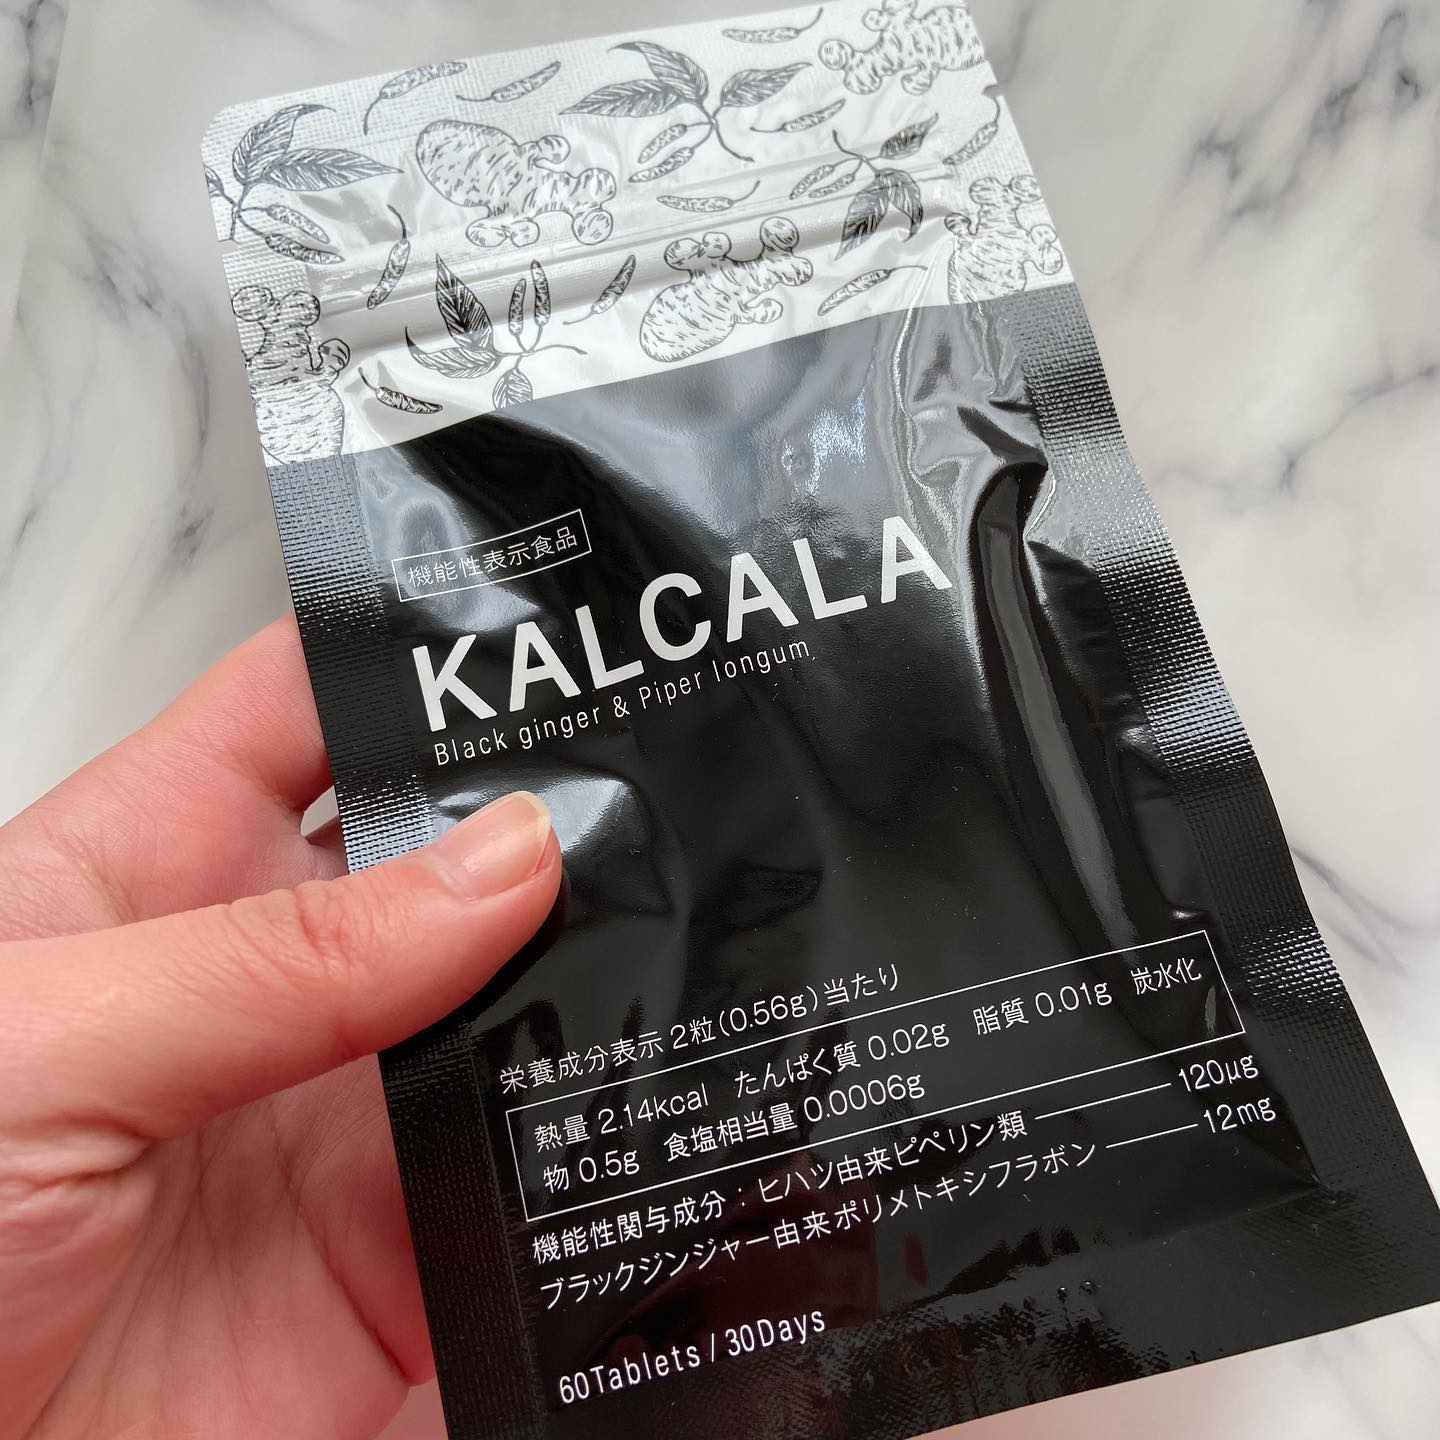 機能性表示食品
KALCALA
Black ginger & Piper longum
栄養成分表示 2粒(0.56g)当たり
熱量 2.14kcal たんぱく質 0.02g 脂質 0.01g 炭水化
物 0.5g 食塩相当量 0.0006g
機能性関与成分：ヒハツ由来ピペリン類 120μg
ブラックジンジャー由来ポリメトキシフラボン 12mg
60Tablets / 30Days